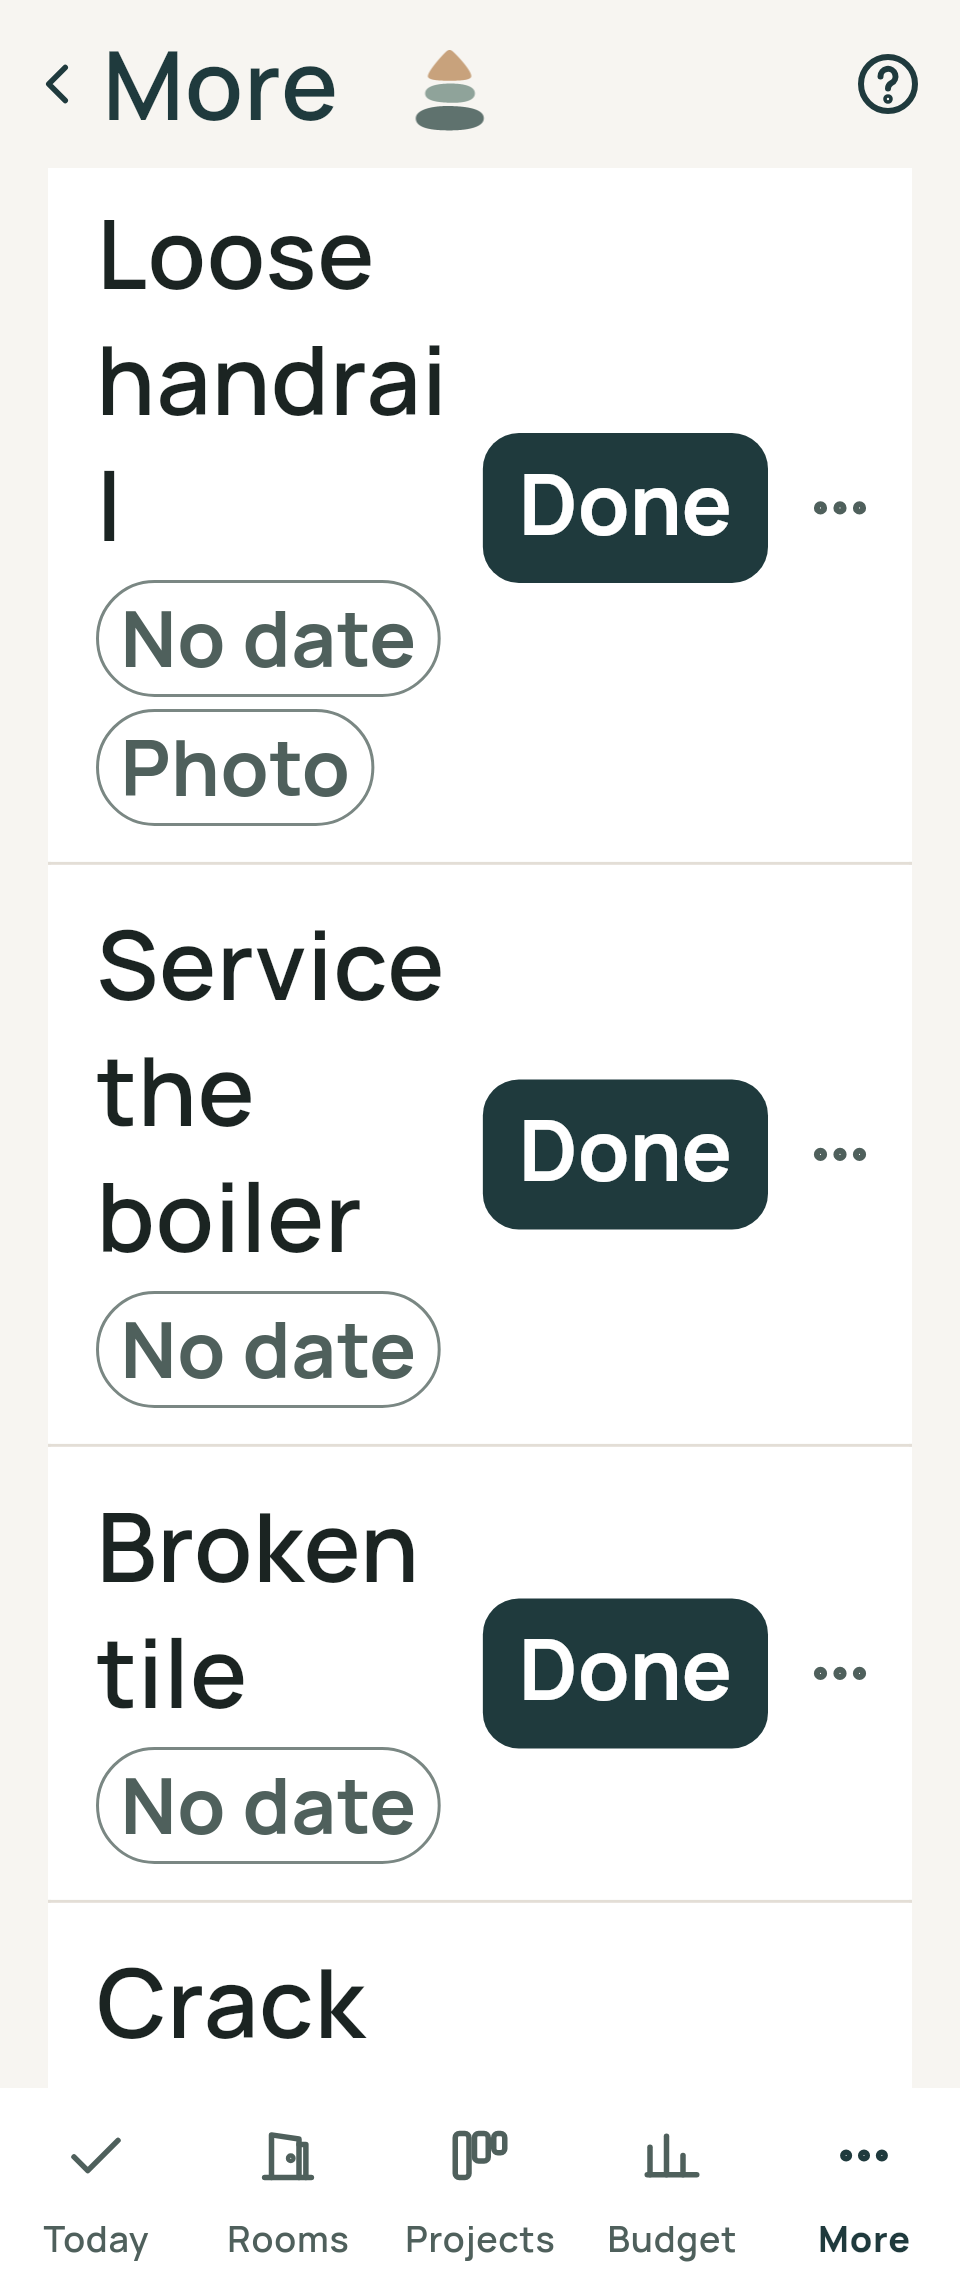 More
Loose
handrai
l
Done
No date
Photo
Service
the
boiler
Done
No date
Broken
tile
Done
No date
Crack
Today
Rooms
Projects
Budget
More